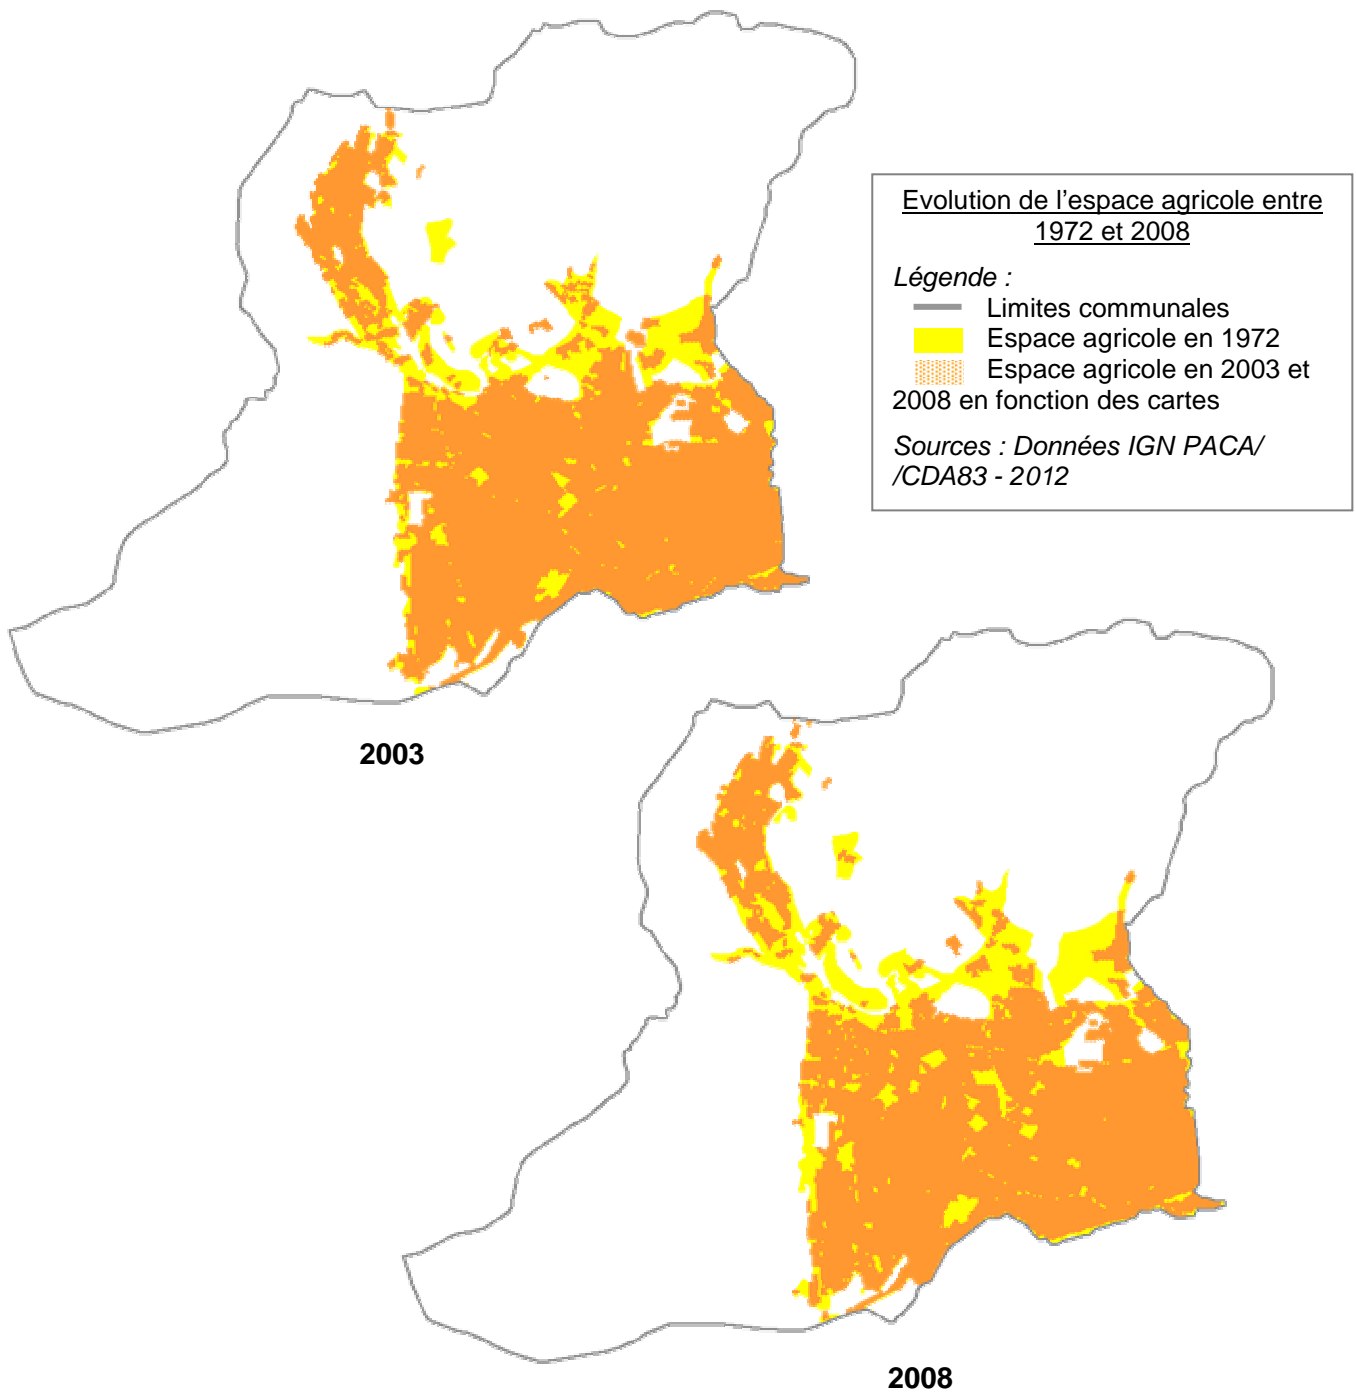 Evolution de l'espace agricole entre
1972 et 2008
Légende :
Limites communales
Espace agricole en 1972
Espace agricole en 2003 et
2008 en fonction des cartes
Sources : Données IGN PACA/
/CDA83 - 2012
2003
2008